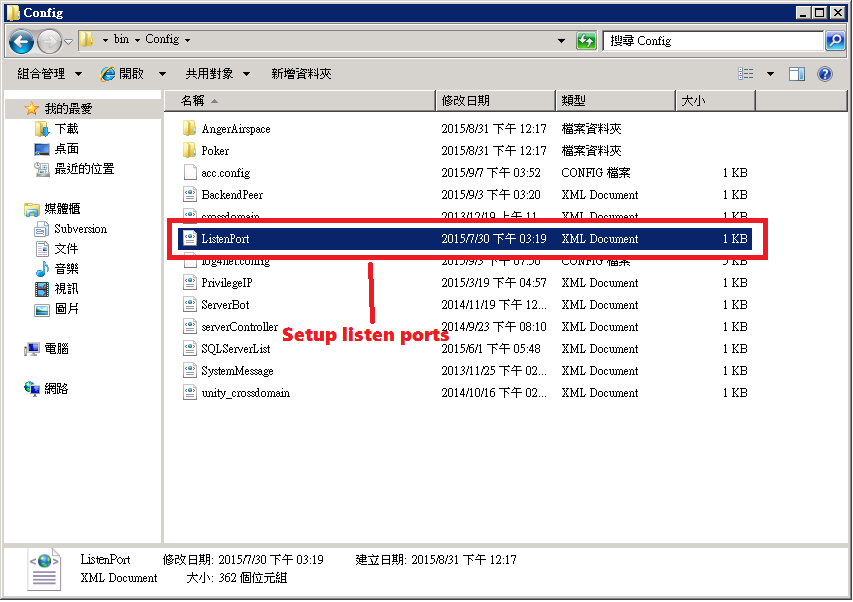 Config
bin Config
搜尋 Config
組合管理 開啟 共用對象 新增資料夾
名稱 修改日期 類型 大小
我的最愛
下載
桌面
最近的位置
媒體櫃
Subversion
文件
音樂
視訊
圖片
電腦
網路
AngerAirspace 2015/8/31 下午 12:17 檔案資料夾
Poker 2015/8/31 下午 12:17 檔案資料夾
acc.config 2015/9/7 下午 03:52 CONFIG 檔案 1 KB
BackendPeer 2015/9/3 下午 03:20 XML Document 1 KB
crossdomain 2013/12/19 上午 11... XML Document 1 KB
ListenPort 2015/7/30 下午 03:19 XML Document 1 KB
log4net.config 2015/9/3 下午 07:50 CONFIG 檔案 3 KB
PrivilegeIP 2015/3/19 下午 04:57 XML Document 1 KB
ServerBot 2014/11/19 下午 12... XML Document 1 KB
serverController 2014/9/23 下午 08:10 XML Document 1 KB
Setup listen ports
SQLServerList 2015/6/1 下午 05:48 XML Document 1 KB
SystemMessage 2013/11/25 下午 02... XML Document 1 KB
unity_crossdomain 2014/10/16 下午 02... XML Document 1 KB
ListenPort 修改日期: 2015/7/30 下午 03:19 建立日期: 2015/8/31 下午 12:17
XML Document 大小: 362 個位元組